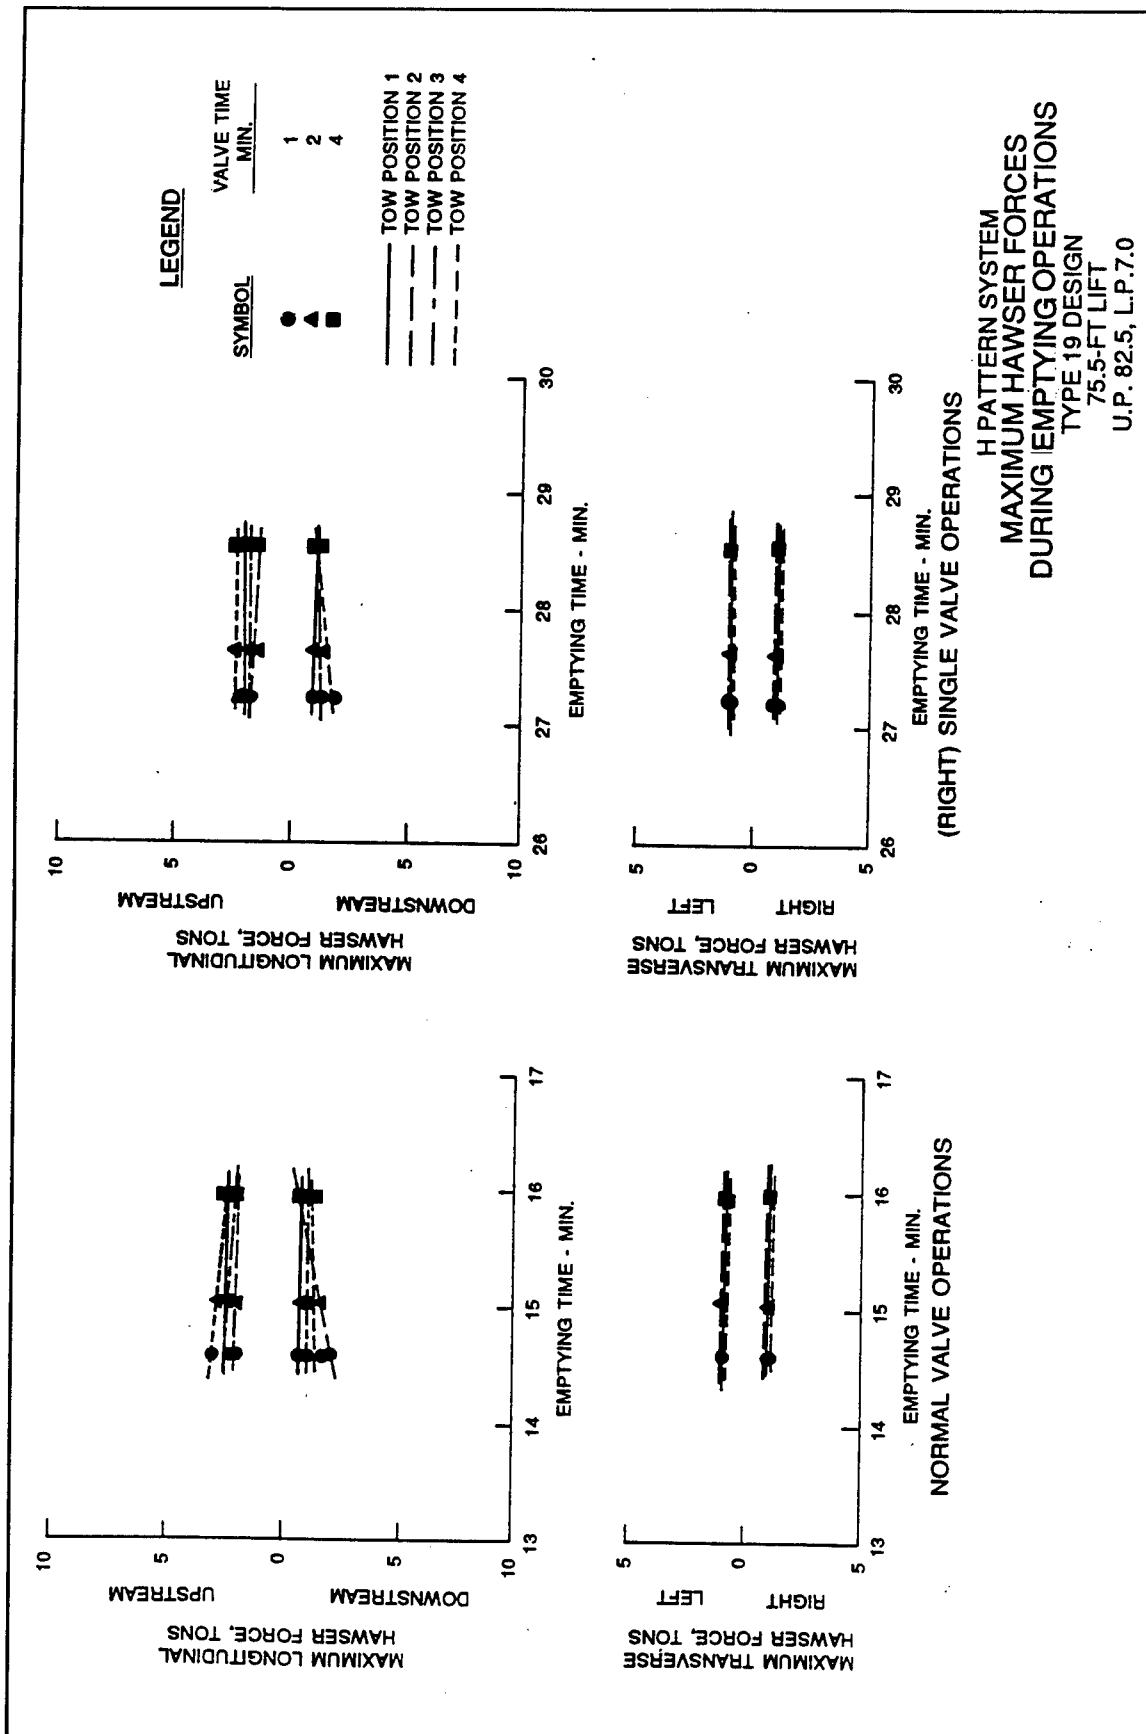 LEGEND
SYMBOL
VALVE TIME
MIN.
1
2
4
TOW POSITION 1
TOW POSITION 2
TOW POSITION 3
TOW POSITION 4
MAXIMUM LONGITUDINAL
HAWSER FORCE, TONS
UPSTREAM
DOWNSTREAM
10
5
0
5
10
13
14
15
16
17
EMPTYING TIME - MIN.
MAXIMUM LONGITUDINAL
HAWSER FORCE, TONS
UPSTREAM
DOWNSTREAM
10
5
0
5
10
26
27
28
29
30
EMPTYING TIME - MIN.
MAXIMUM TRANSVERSE
HAWSER FORCE, TONS
LEFT
RIGHT
5
0
5
13
14
15
16
17
EMPTYING TIME - MIN.
NORMAL VALVE OPERATIONS
MAXIMUM TRANSVERSE
HAWSER FORCE, TONS
LEFT
RIGHT
5
0
5
26
27
28
29
30
EMPTYING TIME - MIN.
(RIGHT) SINGLE VALVE OPERATIONS
H PATTERN SYSTEM
MAXIMUM HAWSER FORCES
DURING EMPTYING OPERATIONS
TYPE 19 DESIGN
75.5-FT LIFT
U.P. 82.5, L.P.7.0